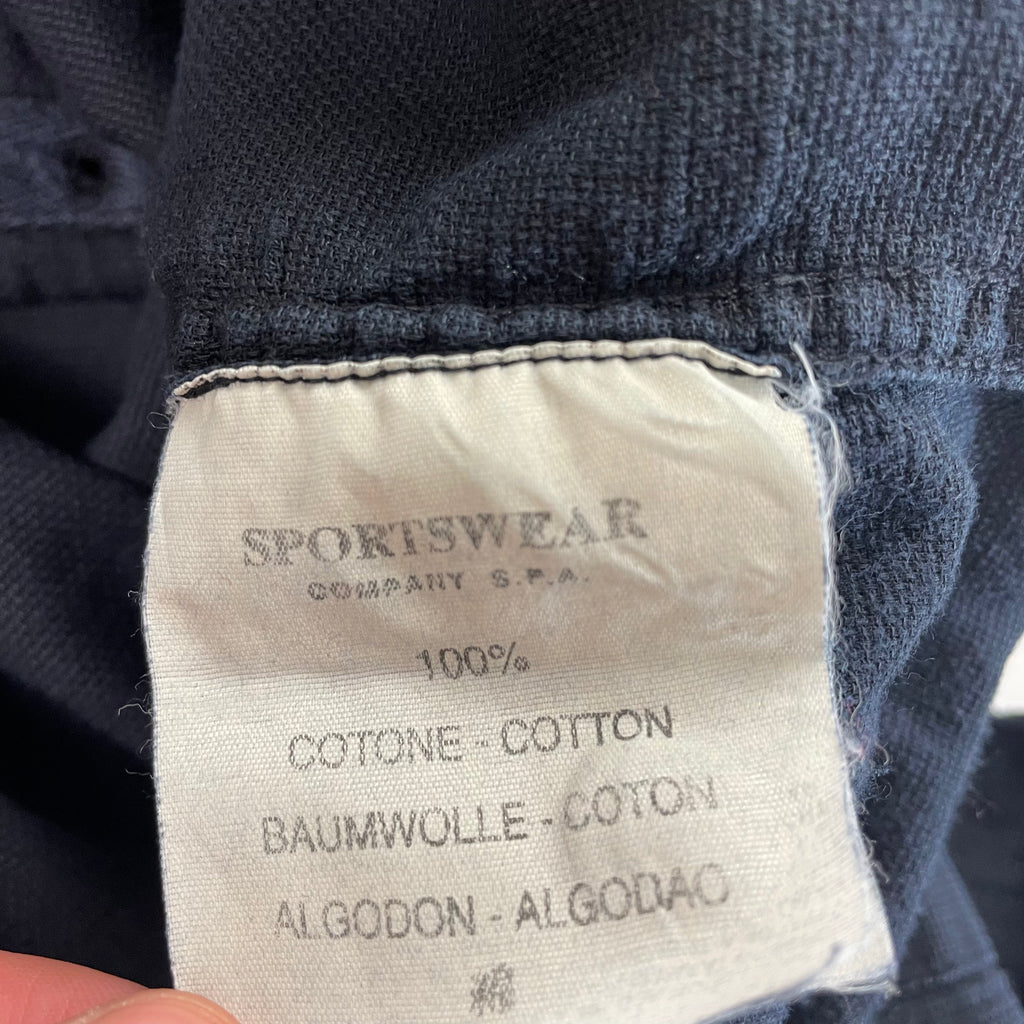 SPORTSWEAR
COMPANY S.P.A.
100%
COTONE - COTTON
BAUMWOLLE - COTON
ALGODON - ALGODAO